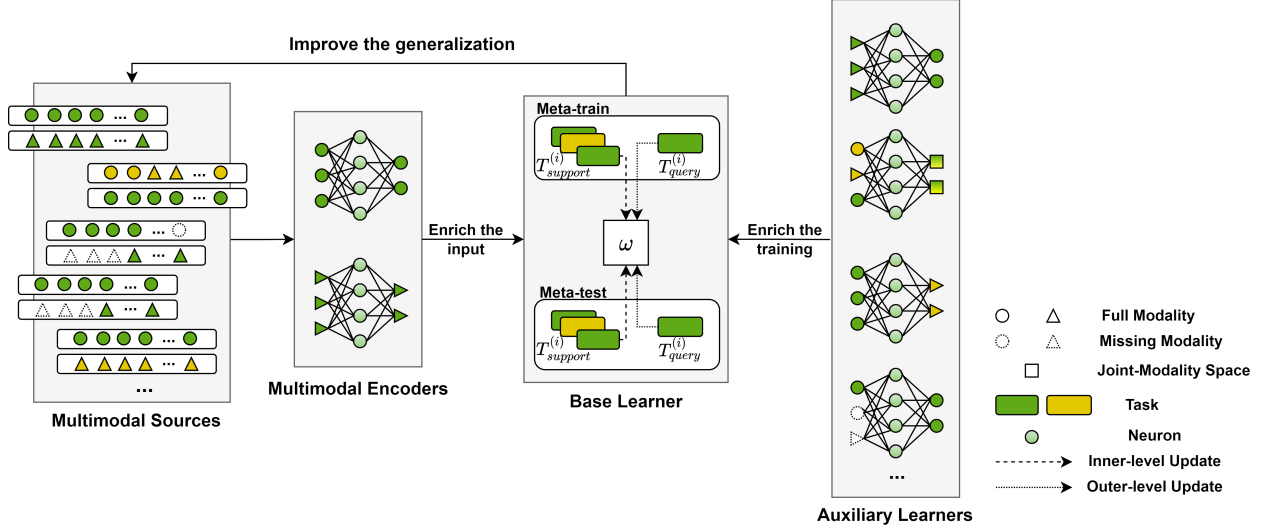 Improve the generalization
...
...
...
...
...
...
...
...
...
...
...
Multimodal Sources
Multimodal Encoders
Enrich the
input
Meta-train
T^{(i)}_{support}
T^{(i)}_{query}
ω
Meta-test
T^{(i)}_{support}
T^{(i)}_{query}
Base Learner
Enrich the
training
...
Auxiliary Learners
Full Modality
Missing Modality
Joint-Modality Space
Task
Neuron
Inner-level Update
Outer-level Update